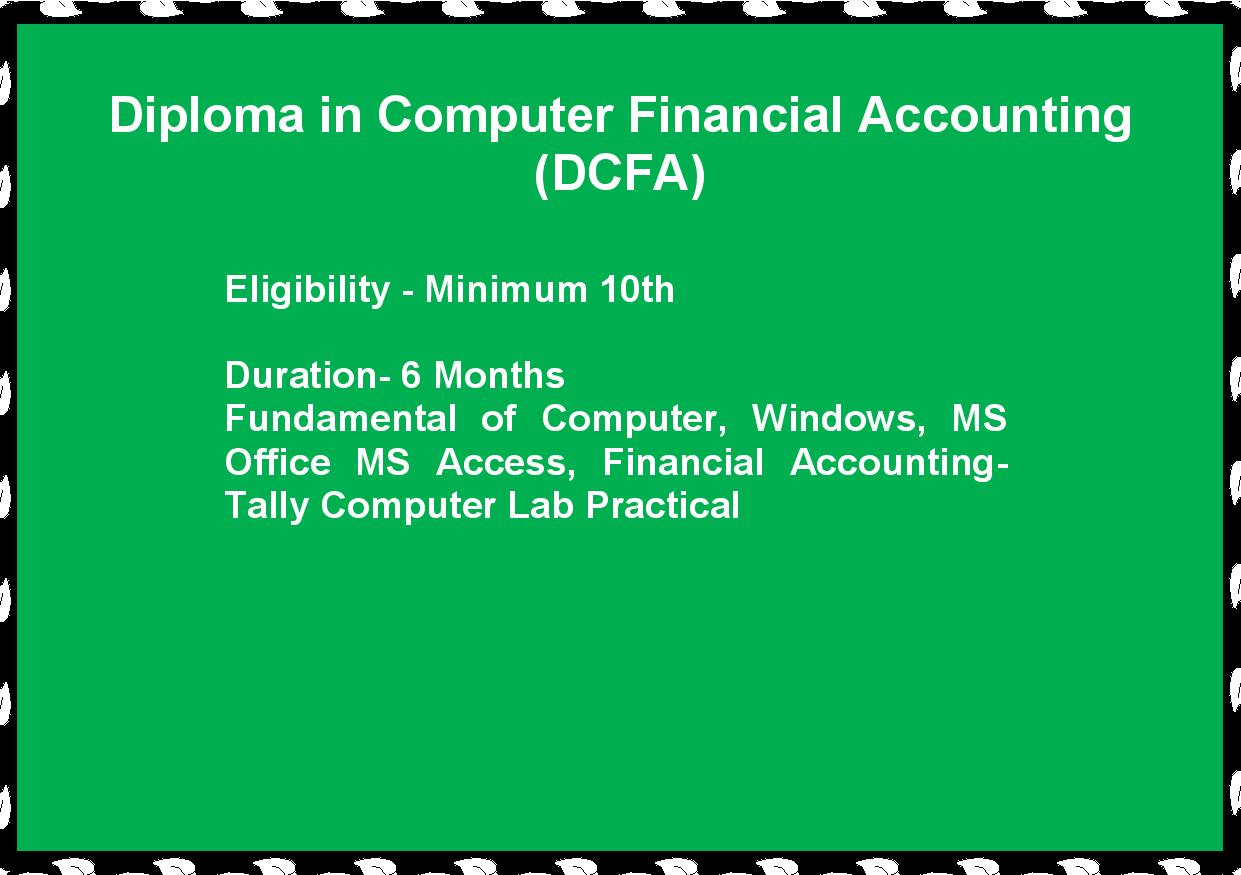 Diploma in Computer Financial Accounting
(DCFA)
Eligibility - Minimum 10th
Duration- 6 Months
Fundamental of Computer, Windows, MS
Office MS Access, Financial Accounting-
Tally Computer Lab Practical